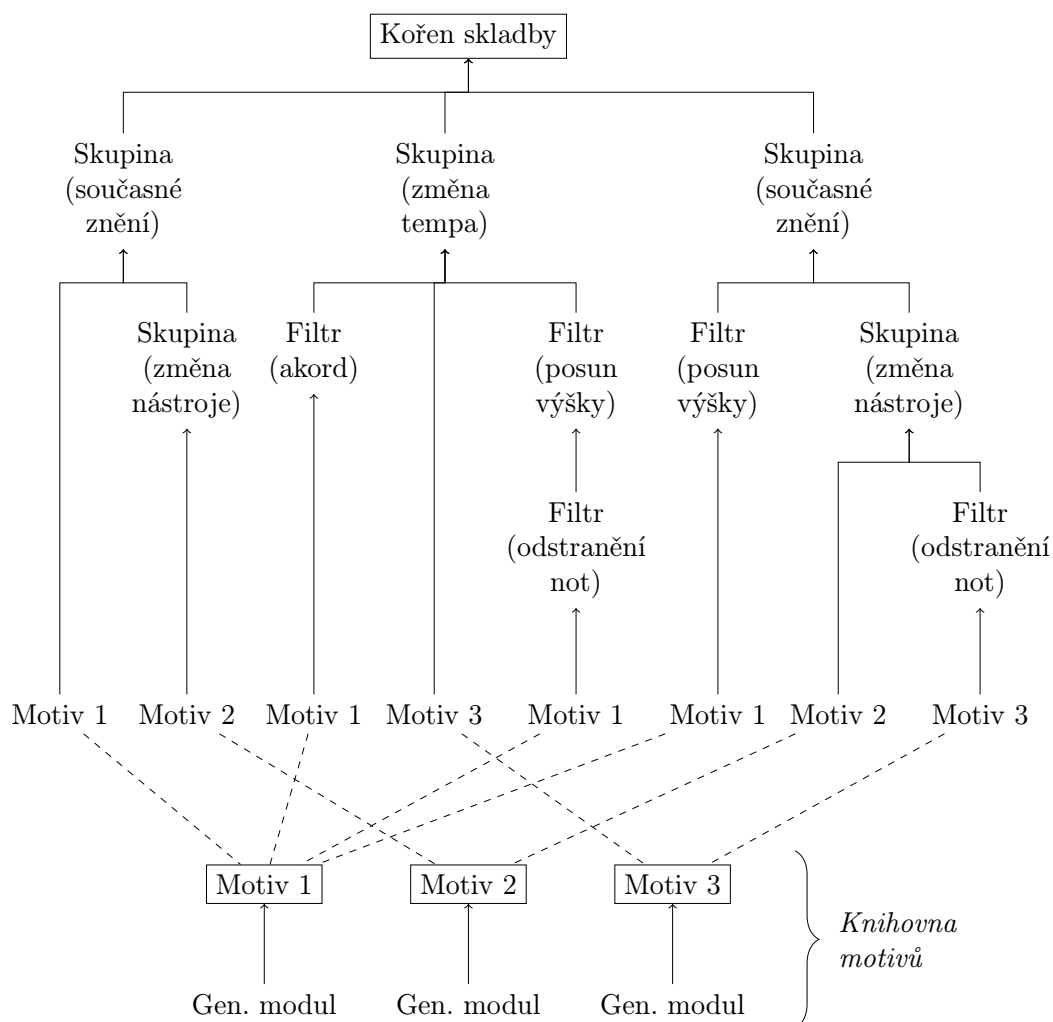 Kořen skladby
Skupina
(současné
znění)
Skupina
(změna
tempa)
Skupina
(současné
znění)
Skupina
(změna
nástroje)
Filtr
(akord)
Filtr
(posun
výšky)
Filtr
(posun
výšky)
Skupina
(změna
nástroje)
Filtr
(odstranění
not)
Filtr
(odstranění
not)
Motiv 1
Motiv 2
Motiv 1
Motiv 3
Motiv 1
Motiv 1
Motiv 2
Motiv 3
Motiv 1
Motiv 2
Motiv 3
Knihovna
motivů
Gen. modul
Gen. modul
Gen. modul